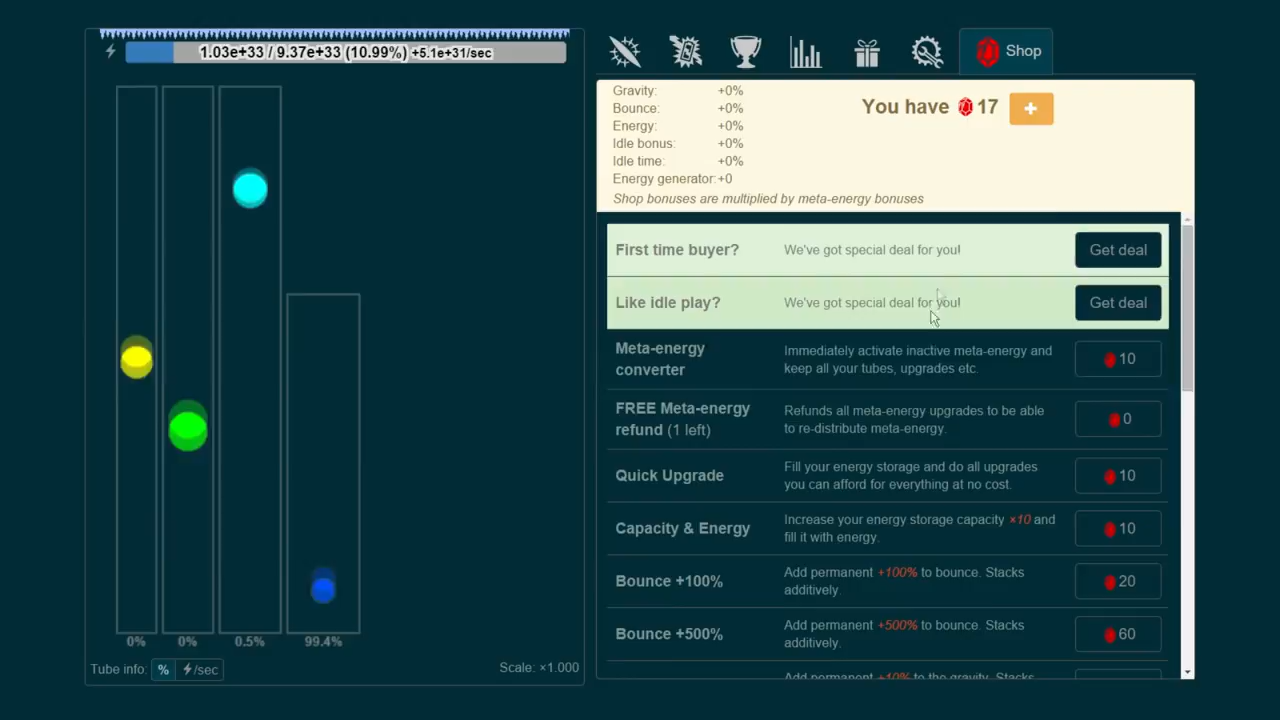 1.03e+33 / 9.37e+33 (10.99%) +5.1e+31/sec
0%
0%
0.5%
99.4%
Tube info:
%
/sec
Scale: ×1.000
Shop
Gravity: +0%
Bounce: +0%
Energy: +0%
Idle bonus: +0%
Idle time: +0%
Energy generator: +0
Shop bonuses are multiplied by meta-energy bonuses
You have 17
+
First time buyer?
We've got special deal for you!
Get deal
Like idle play?
We've got special deal for you!
Get deal
Meta-energy
converter
Immediately activate inactive meta-energy and
keep all your tubes, upgrades etc.
10
FREE Meta-energy
refund (1 left)
Refunds all meta-energy upgrades to be able
to re-distribute meta-energy.
0
Quick Upgrade
Fill your energy storage and do all upgrades
you can afford for everything at no cost.
10
Capacity & Energy
Increase your energy storage capacity ×10 and
fill it with energy.
10
Bounce +100%
Add permanent +100% to bounce. Stacks
additively.
20
Bounce +500%
Add permanent +500% to bounce. Stacks
additively.
60
Add permanent +10% to the gravity. Stacks